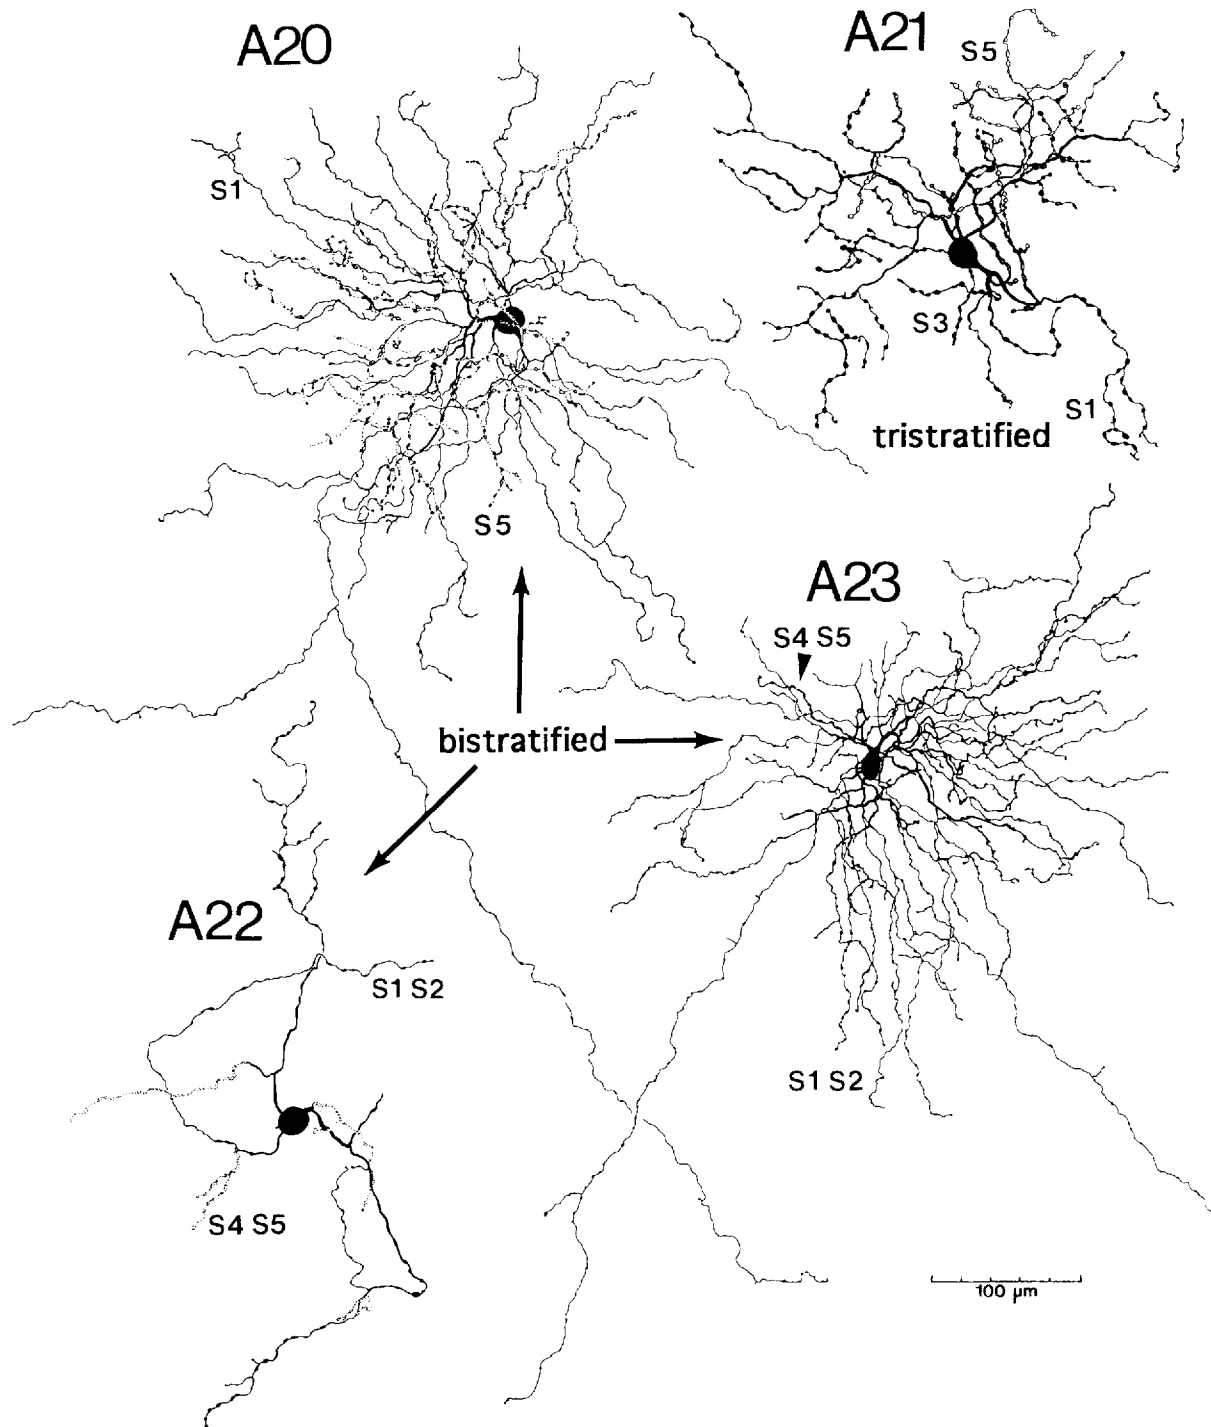 A20
A21
S5
S1
S3
S1
tristratified
S5
A23
S4 S5
bistratified
A22
S1 S2
S1 S2
S4 S5
100 µm